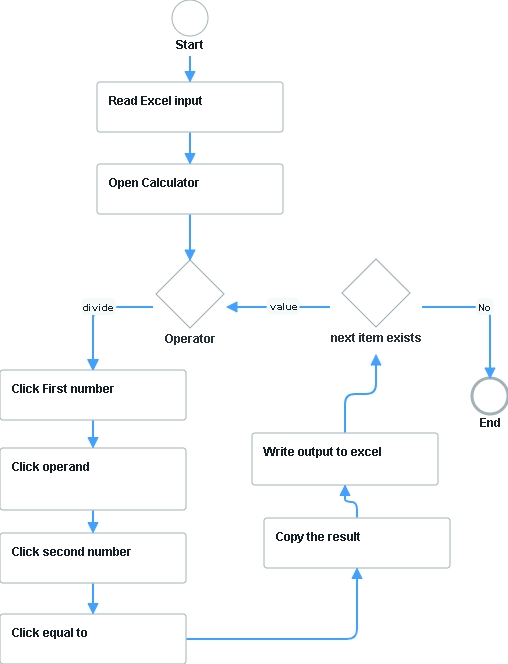 Start
Read Excel input
Open Calculator
divide
value
No
Operator
next item exists
Click First number
End
Write output to excel
Click operand
Copy the result
Click second number
Click equal to